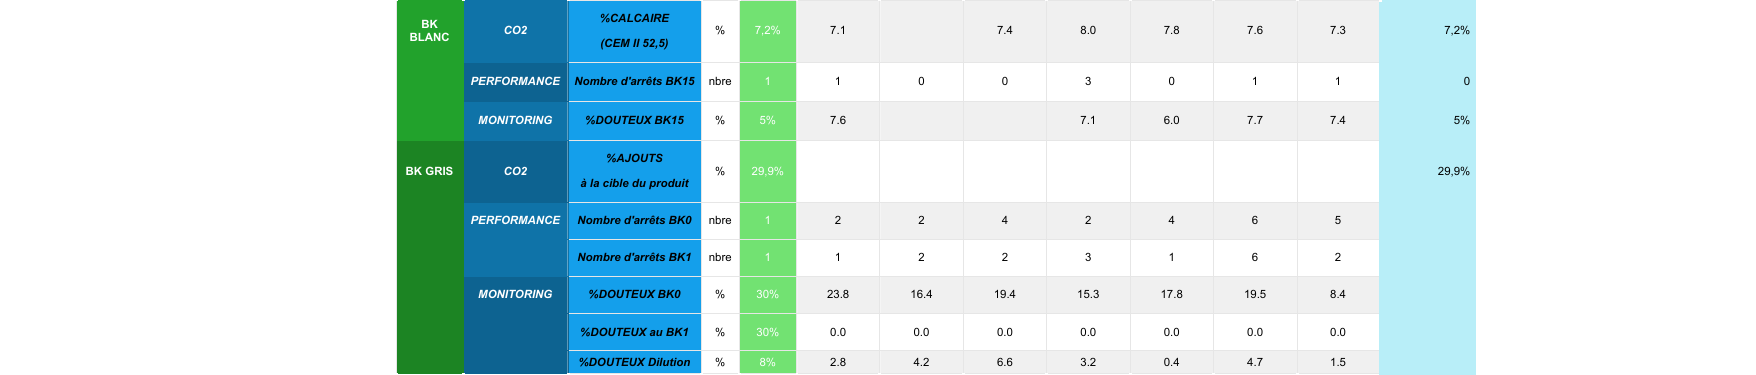 BK BLANC CO2 %CALCAIRE (CEM II 52,5) % 7,2% 7.1 7.4 8.0 7.8 7.6 7.3 7,2%
PERFORMANCE Nombre d'arrêts BK15 nbre 1 1 0 0 3 0 1 1 0
MONITORING %DOUTEUX BK15 % 5% 7.6 7.1 6.0 7.7 7.4 5%
BK GRIS CO2 %AJOUTS à la cible du produit % 29,9% 29,9%
PERFORMANCE Nombre d'arrêts BK0 nbre 1 2 2 4 2 4 6 5
Nombre d'arrêts BK1 nbre 1 1 2 2 3 1 6 2
MONITORING %DOUTEUX BK0 % 30% 23.8 16.4 19.4 15.3 17.8 19.5 8.4
%DOUTEUX au BK1 % 30% 0.0 0.0 0.0 0.0 0.0 0.0 0.0
%DOUTEUX Dilution % 8% 2.8 4.2 6.6 3.2 0.4 4.7 1.5